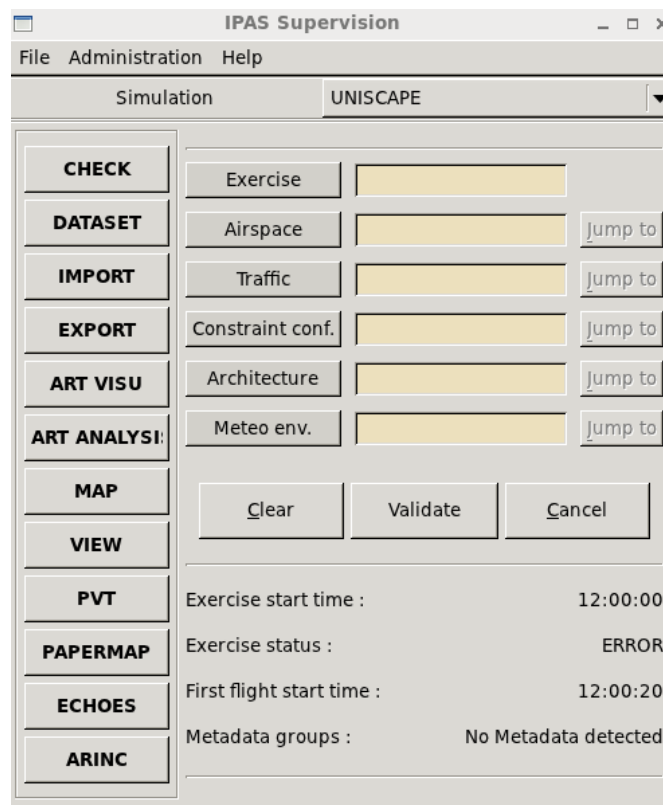 IPAS Supervision
File Administration Help
Simulation UNISCAPE
CHECK
DATASET
IMPORT
EXPORT
ART VISU
ART ANALYSI
MAP
VIEW
PVT
PAPERMAP
ECHOES
ARINC
Exercise
Airspace Jump to
Traffic Jump to
Constraint conf. Jump to
Architecture Jump to
Meteo env. Jump to
Clear Validate Cancel
Exercise start time : 12:00:00
Exercise status : ERROR
First flight start time : 12:00:20
Metadata groups : No Metadata detected